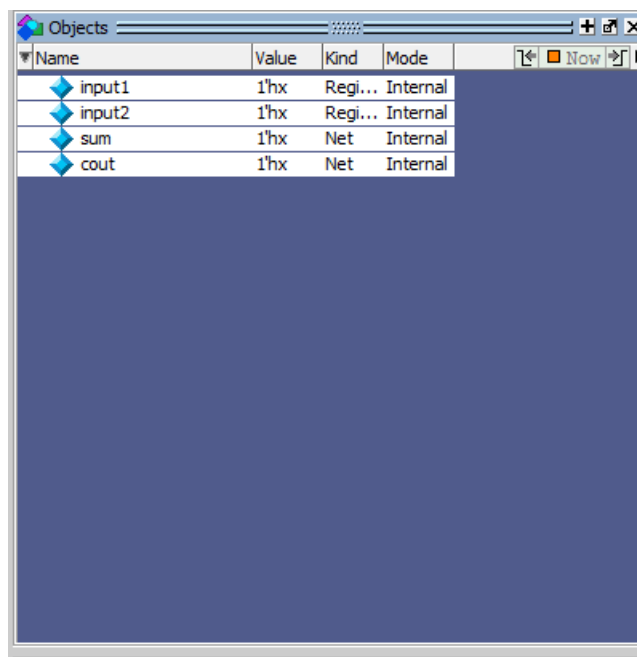 Objects
Name Value Kind Mode Now
input1 1'hx Regi... Internal
input2 1'hx Regi... Internal
sum 1'hx Net Internal
cout 1'hx Net Internal